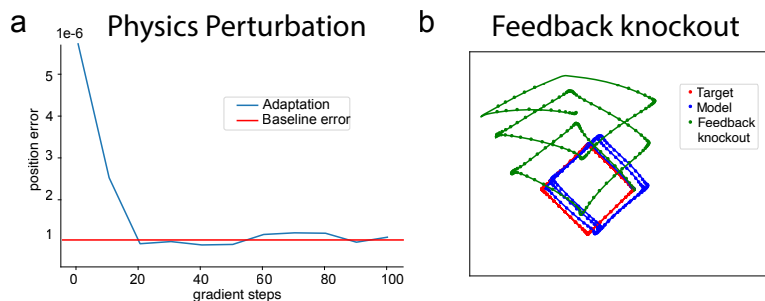 a Physics Perturbation
1e-6
5
4
3
2
1
position error
Adaptation
Baseline error
0 20 40 60 80 100
gradient steps
b Feedback knockout
Target
Model
Feedback
knockout